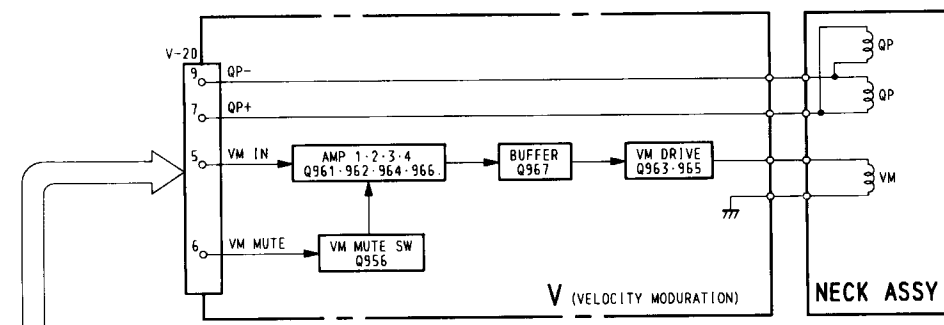 V-20
9 QP-
7 QP+
5 VM IN
6 VM MUTE
AMP 1·2·3·4
Q961·962·964·966.
BUFFER
Q967
VM DRIVE
Q963·965
VM MUTE SW
Q956
V (VELOCITY MODURATION)
QP
QP
VM
NECK ASSY